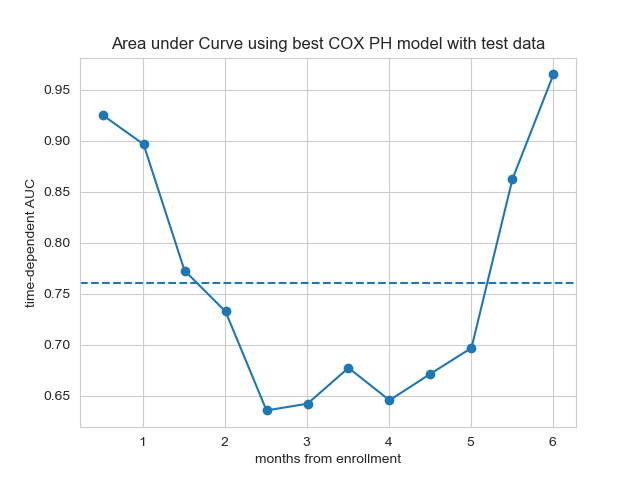 Area under Curve using best COX PH model with test data
time-dependent AUC
0.95
0.90
0.85
0.80
0.75
0.70
0.65
1 2 3 4 5 6
months from enrollment